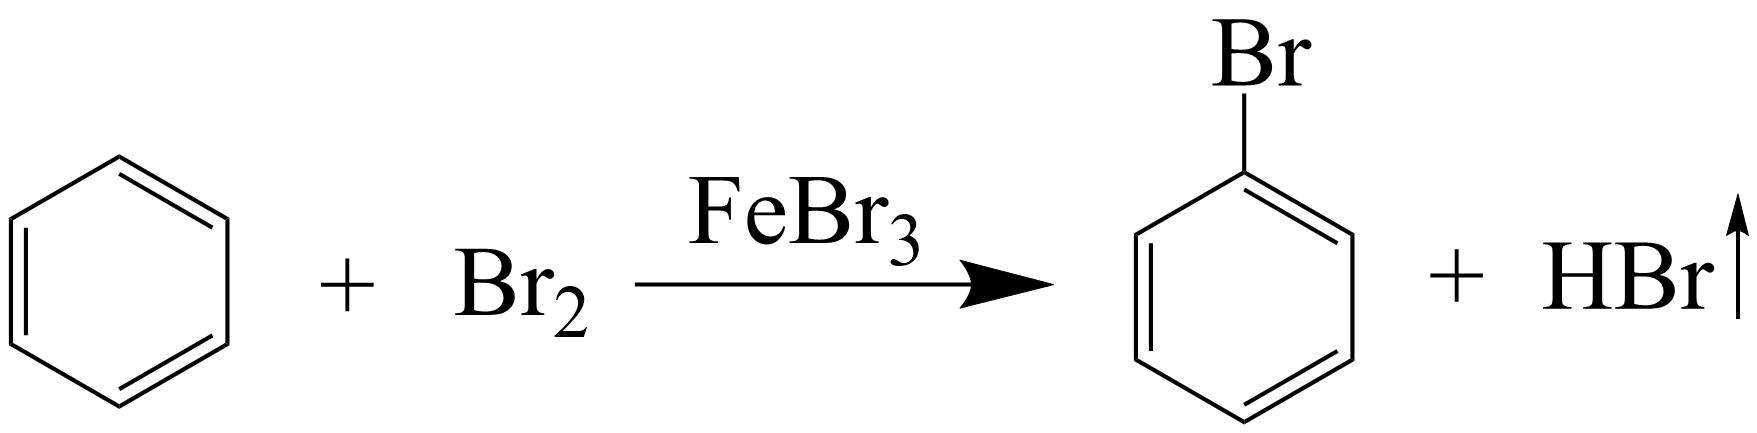 Br
FeBr₃
+ Br₂ + HBr↑